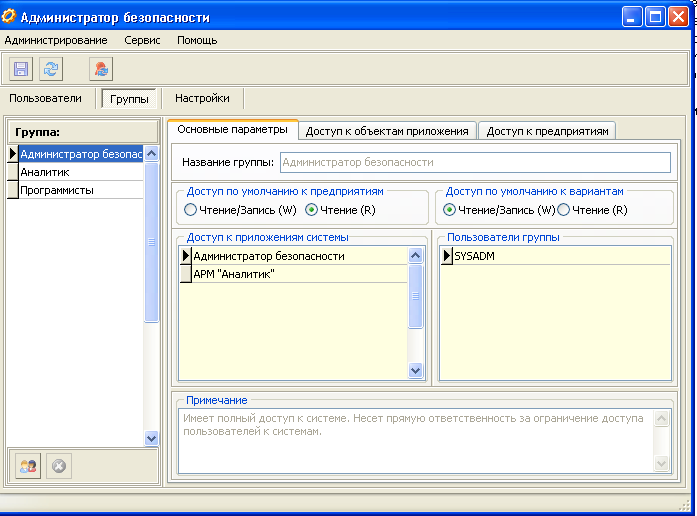 Администратор безопасности
Администрирование Сервис Помощь
Пользователи Группы Настройки
Группа:
Администратор безопас
Аналитик
Программисты
Основные параметры Доступ к объектам приложения Доступ к предприятиям
Название группы: Администратор безопасности
Доступ по умолчанию к предприятиям
Чтение/Запись (W) Чтение (R)
Доступ по умолчанию к вариантам
Чтение/Запись (W) Чтение (R)
Доступ к приложениям системы
Администратор безопасности
АРМ "Аналитик"
Пользователи группы
SYSADM
Примечание
Имеет полный доступ к системе. Несет прямую ответственность за ограничение доступа
пользователей к системам.